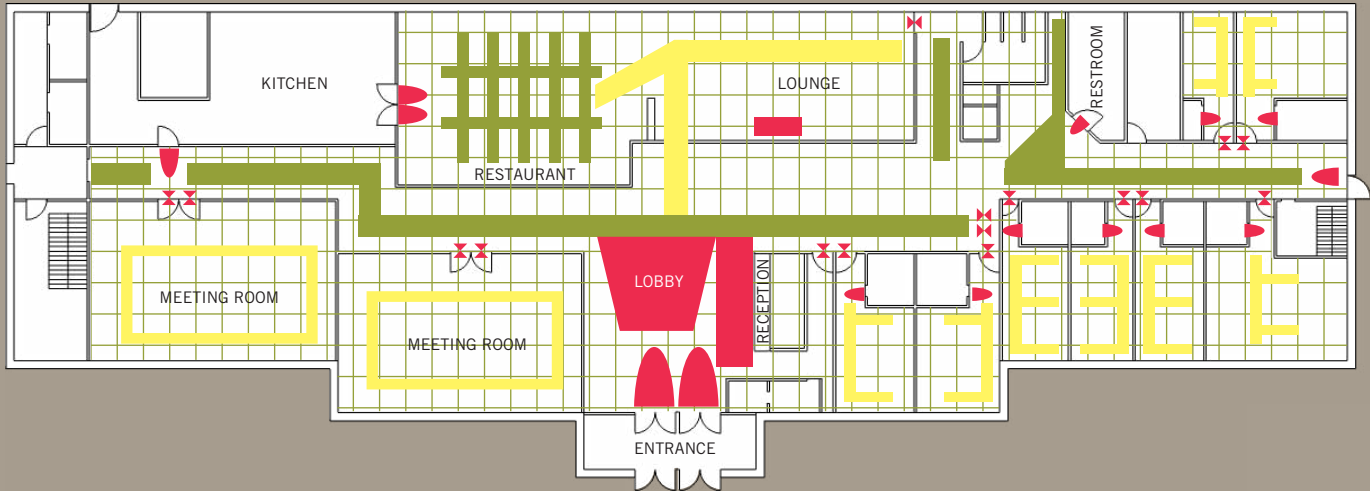 KITCHEN
LOUNGE
RESTROOM
RESTAURANT
LOBBY
RECEPTION
MEETING ROOM
MEETING ROOM
ENTRANCE